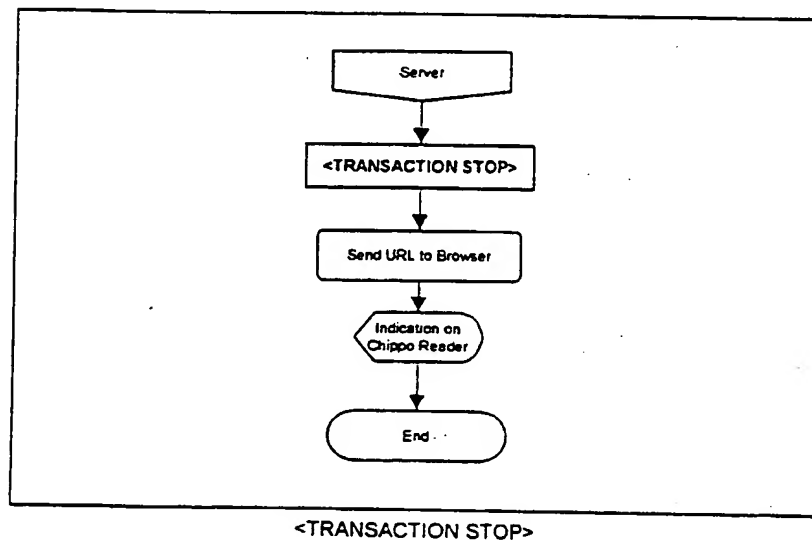 Server
<TRANSACTION STOP>
Send URL to Browser
Indication on
Chippo Reader
End
<TRANSACTION STOP>